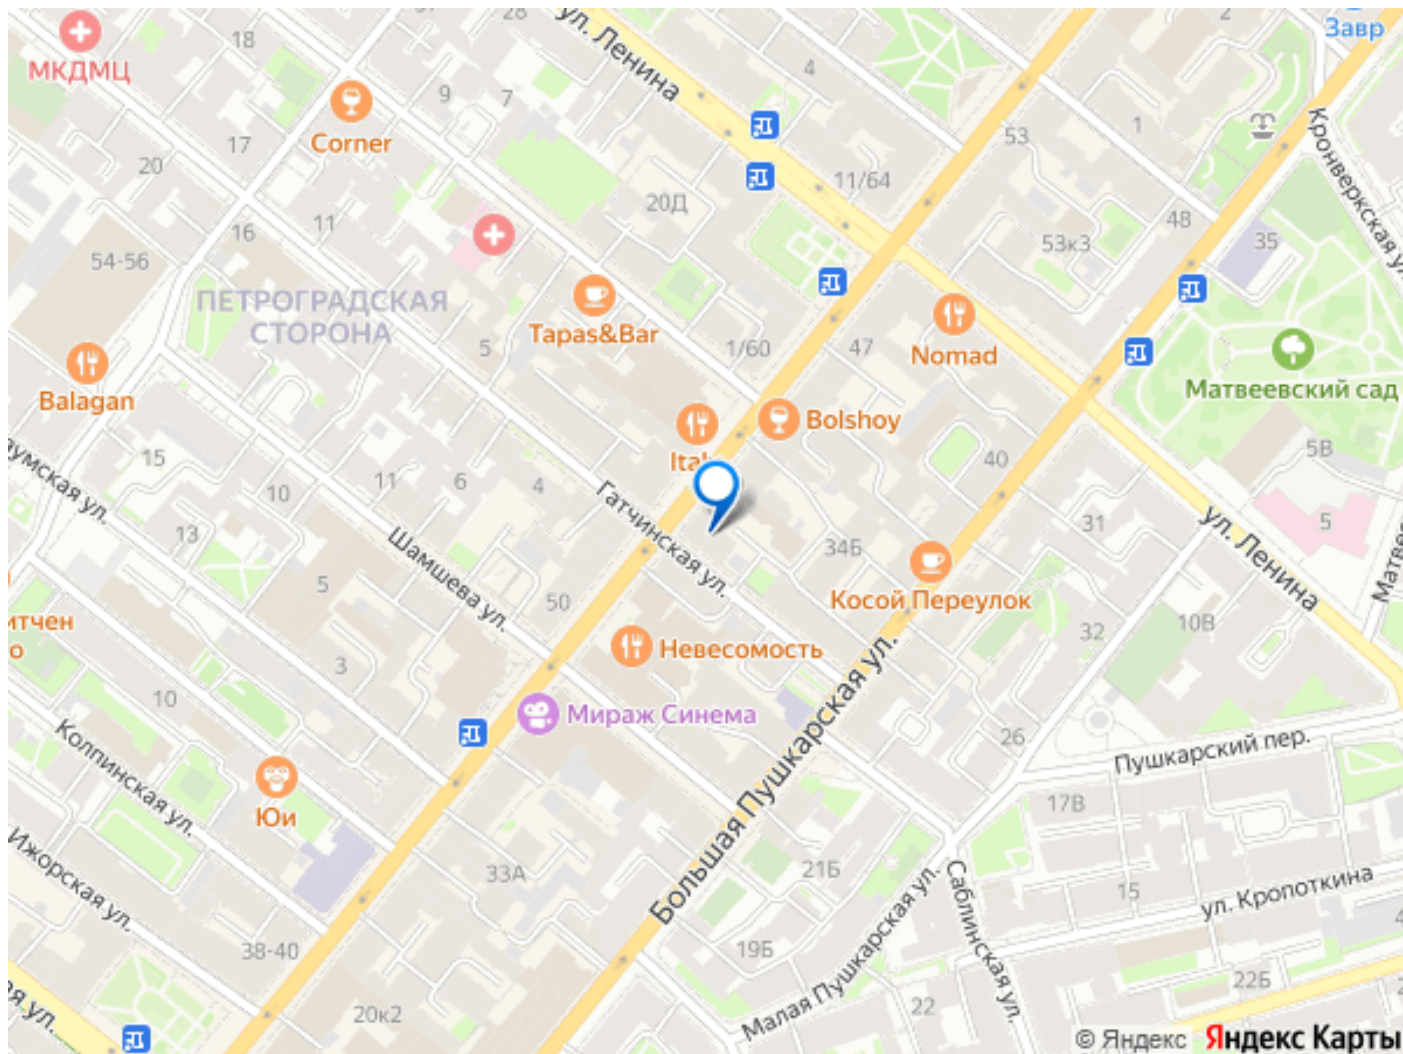 37
28
2
Завр
18
ул. Ленина
МКДМЦ
4
9
7
Corner
53
1
17
20
11/64
20Д
Кронверкская ул.
16
11
48
35
53к3
54-56
ПЕТРОГРАДСКАЯ
СТОРОНА
Tapas&Bar
5
1/60
47
Nomad
Balagan
Матвеевский сад
Bolshoy
Ital
5В
15
11
6
4
40
10
Гатчинская ул.
13
31
5
ул. Ленина
Шамшева ул.
34Б
5
50
Косой Переулок
10В
32
3
Невесомость
10
Мираж Синема
26
Колпинская ул.
Большая Пушкарская ул.
Пушкарский пер.
17В
Юи
Ижорская ул.
33А
21Б
15
ул. Кропоткина
Саблинская ул.
38-40
19Б
Малая Пушкарская ул.
22Б
20к2
22
© Яндекс Яндекс Карты